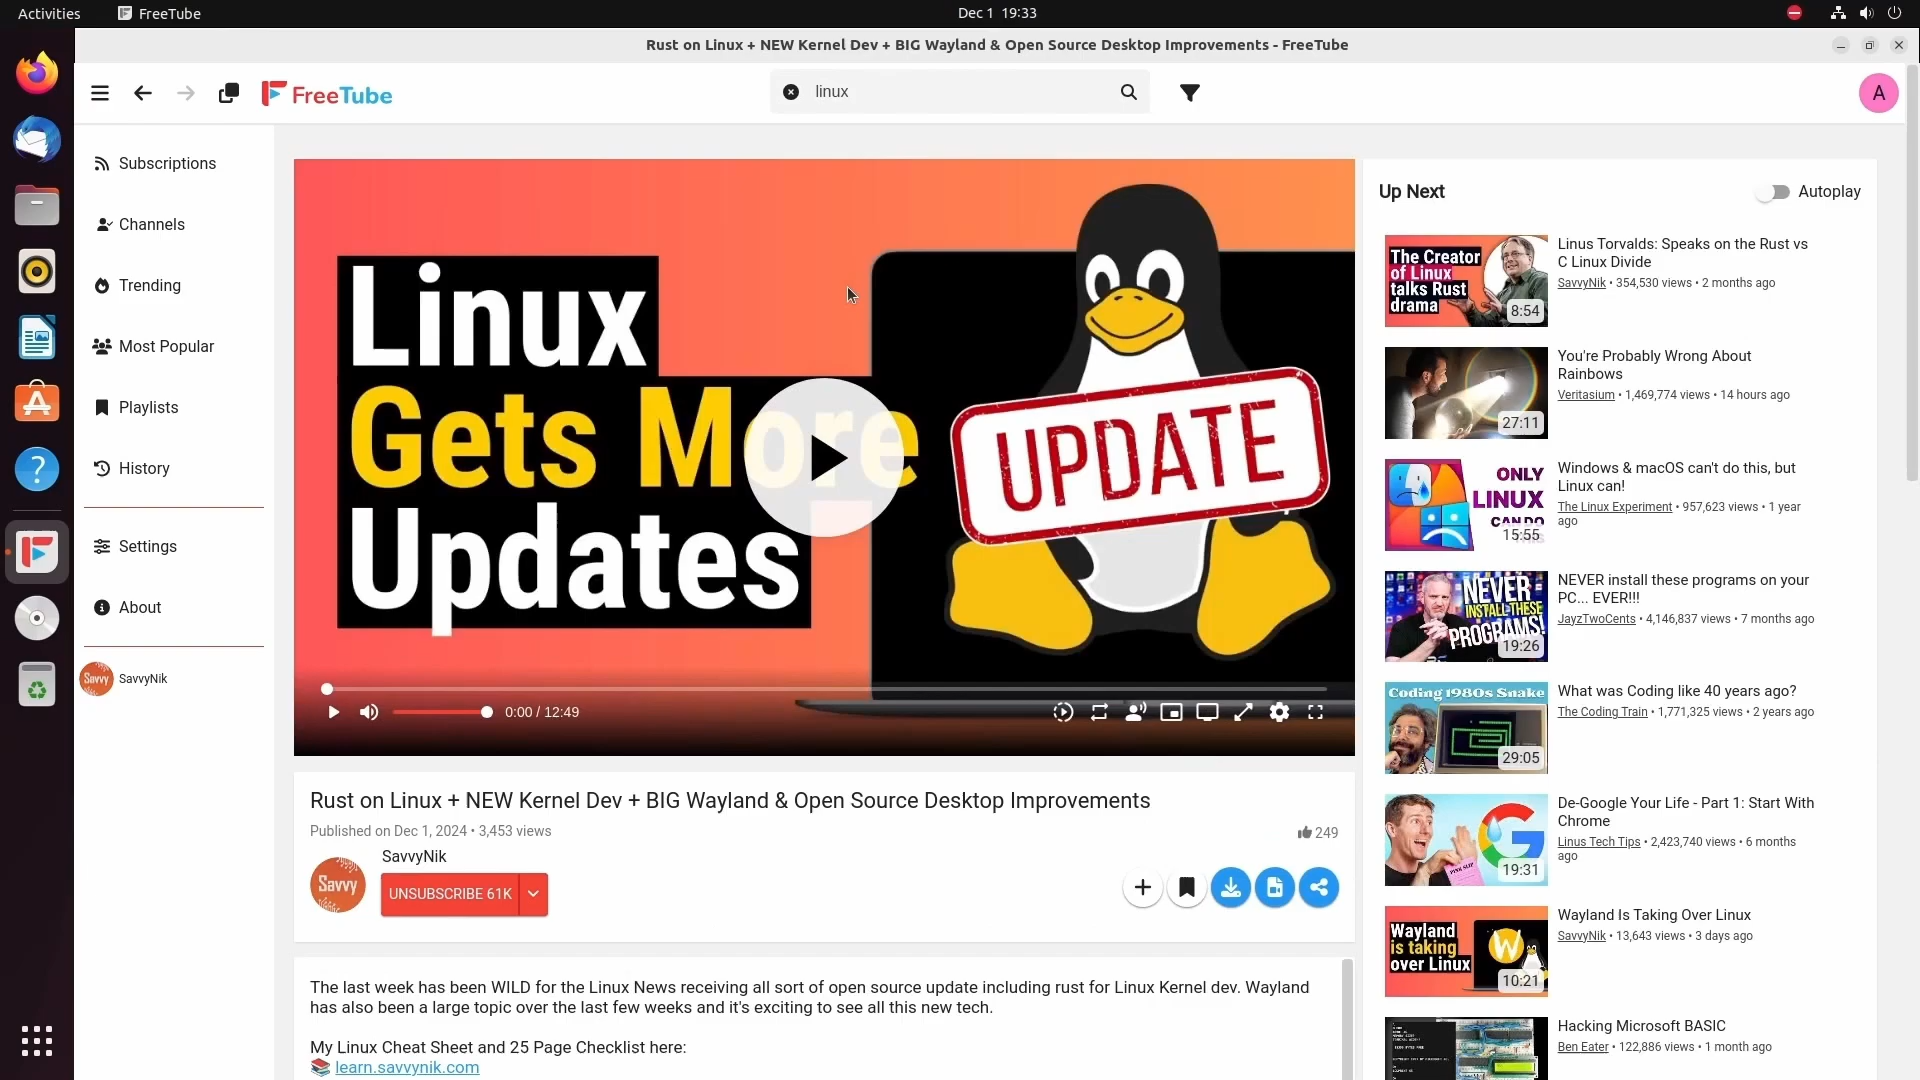 Activities
FreeTube
Dec 1 19:33
Rust on Linux + NEW Kernel Dev + BIG Wayland & Open Source Desktop Improvements - FreeTube
FreeTube
linux
A
Subscriptions
Channels
Trending
Most Popular
Playlists
History
Settings
About
Savvy
SavvyNik
Linux
Gets More
Updates
UPDATE
0:00 / 12:49
Rust on Linux + NEW Kernel Dev + BIG Wayland & Open Source Desktop Improvements
Published on Dec 1, 2024 • 3,453 views
249
Savvy
SavvyNik
UNSUBSCRIBE 61K
The last week has been WILD for the Linux News receiving all sort of open source update including rust for Linux Kernel dev. Wayland
has also been a large topic over the last few weeks and it's exciting to see all this new tech.
My Linux Cheat Sheet and 25 Page Checklist here:
📚 learn.savvynik.com
Up Next
Autoplay
The Creator
of Linux
talks Rust
drama
8:54
Linus Torvalds: Speaks on the Rust vs
C Linux Divide
SavvyNik • 354,530 views • 2 months ago
27:11
You're Probably Wrong About
Rainbows
Veritasium • 1,469,774 views • 14 hours ago
ONLY
LINUX
CAN DO
15:55
Windows & macOS can't do this, but
Linux can!
The Linux Experiment • 957,623 views • 1 year
ago
NEVER
INSTALL THESE
PROGRAMS!
19:26
NEVER install these programs on your
PC... EVER!!!
JayzTwoCents • 4,146,837 views • 7 months ago
Coding 1980s Snake
29:05
What was Coding like 40 years ago?
The Coding Train • 1,771,325 views • 2 years ago
19:31
De-Google Your Life - Part 1: Start With
Chrome
Linus Tech Tips • 2,423,740 views • 6 months
ago
Wayland
is taking
over Linux
10:21
Wayland Is Taking Over Linux
SavvyNik • 13,643 views • 3 days ago
Hacking Microsoft BASIC
Ben Eater • 122,886 views • 1 month ago